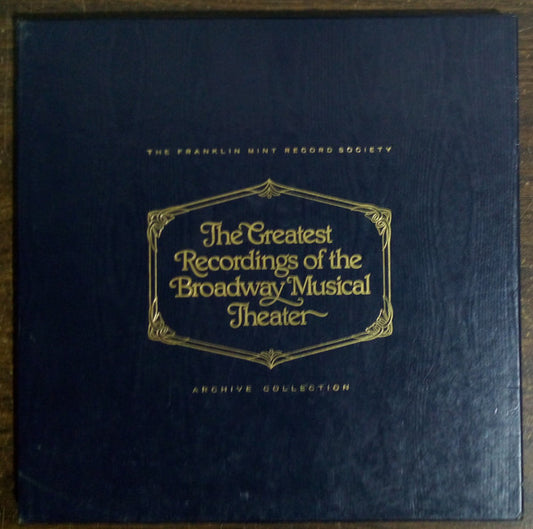 THE FRANKLIN MINT RECORD SOCIETY
The Greatest
Recordings of the
Broadway Musical
Theater
ARCHIVE COLLECTION